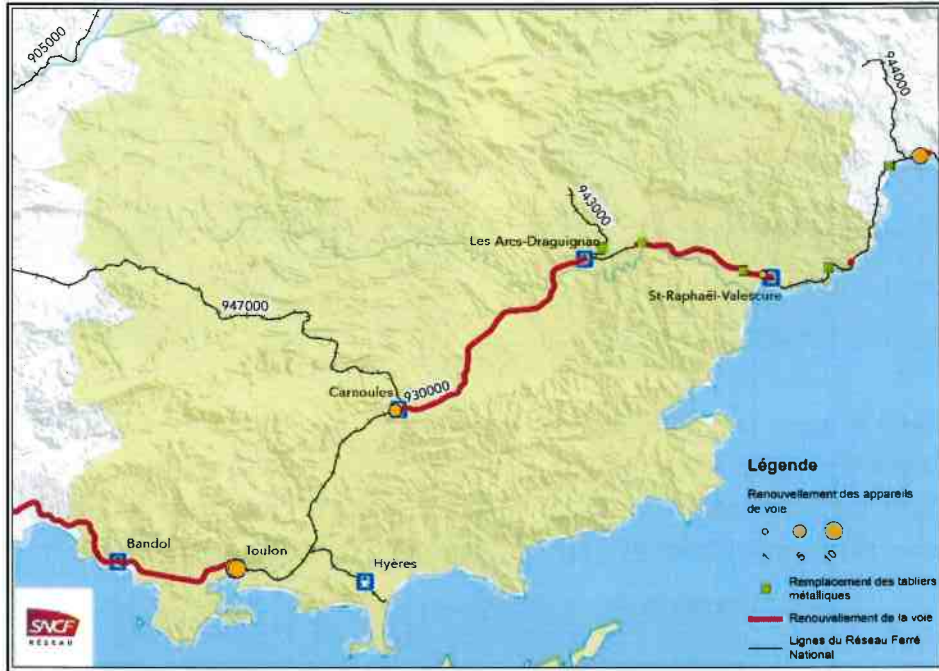 905000
944000
943000
Les Arcs-Draguignan
St-Raphaël-Valescure
947000
Carnoules
930000
Bandol
Toulon
Hyères
Légende
Renouvellement des appareils
de voie
1 5 10
Remplacement des tabliers
métalliques
Renouvellement de la voie
Lignes du Réseau Ferré
National
SNCF
RÉSEAU